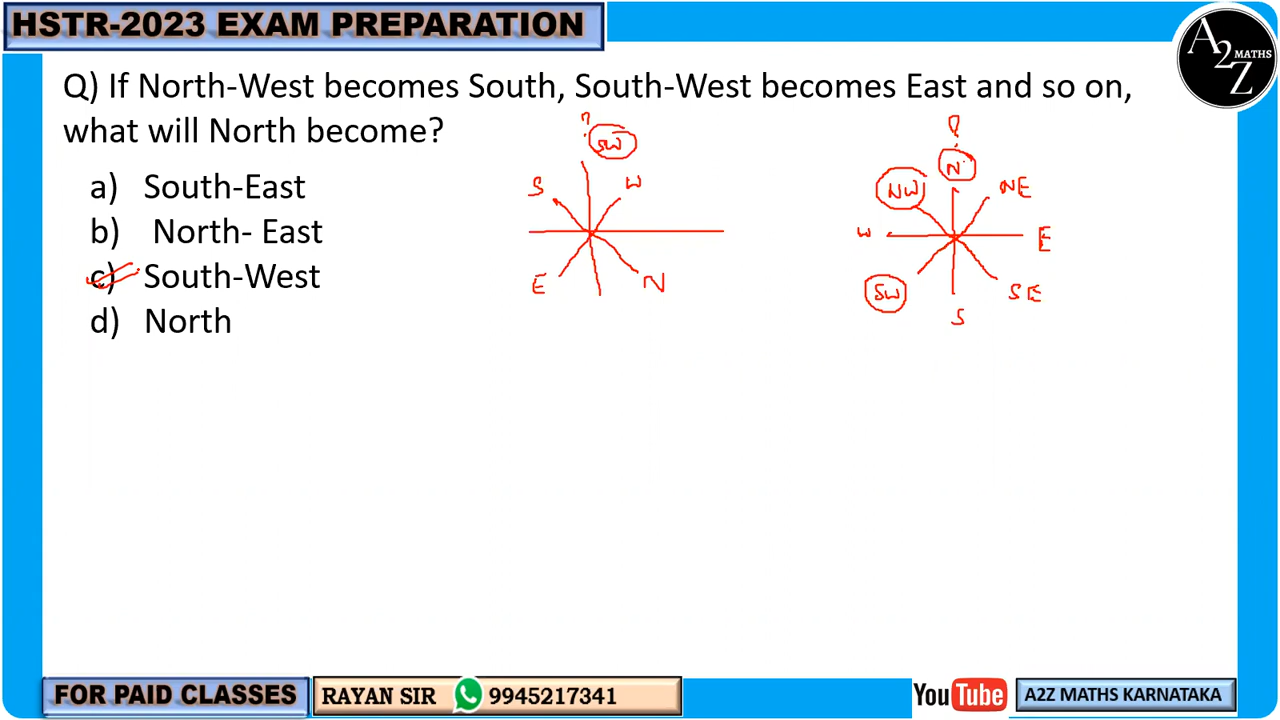 HSTR-2023 EXAM PREPARATION
A2Z MATHS
Q) If North-West becomes South, South-West becomes East and so on,
what will North become?
a) South-East
b) North- East
c) South-West
d) North
?
SW
S
W
E
N
?
N
NW
NE
W
E
SW
SE
S
FOR PAID CLASSES
RAYAN SIR 9945217341
YouTube
A2Z MATHS KARNATAKA